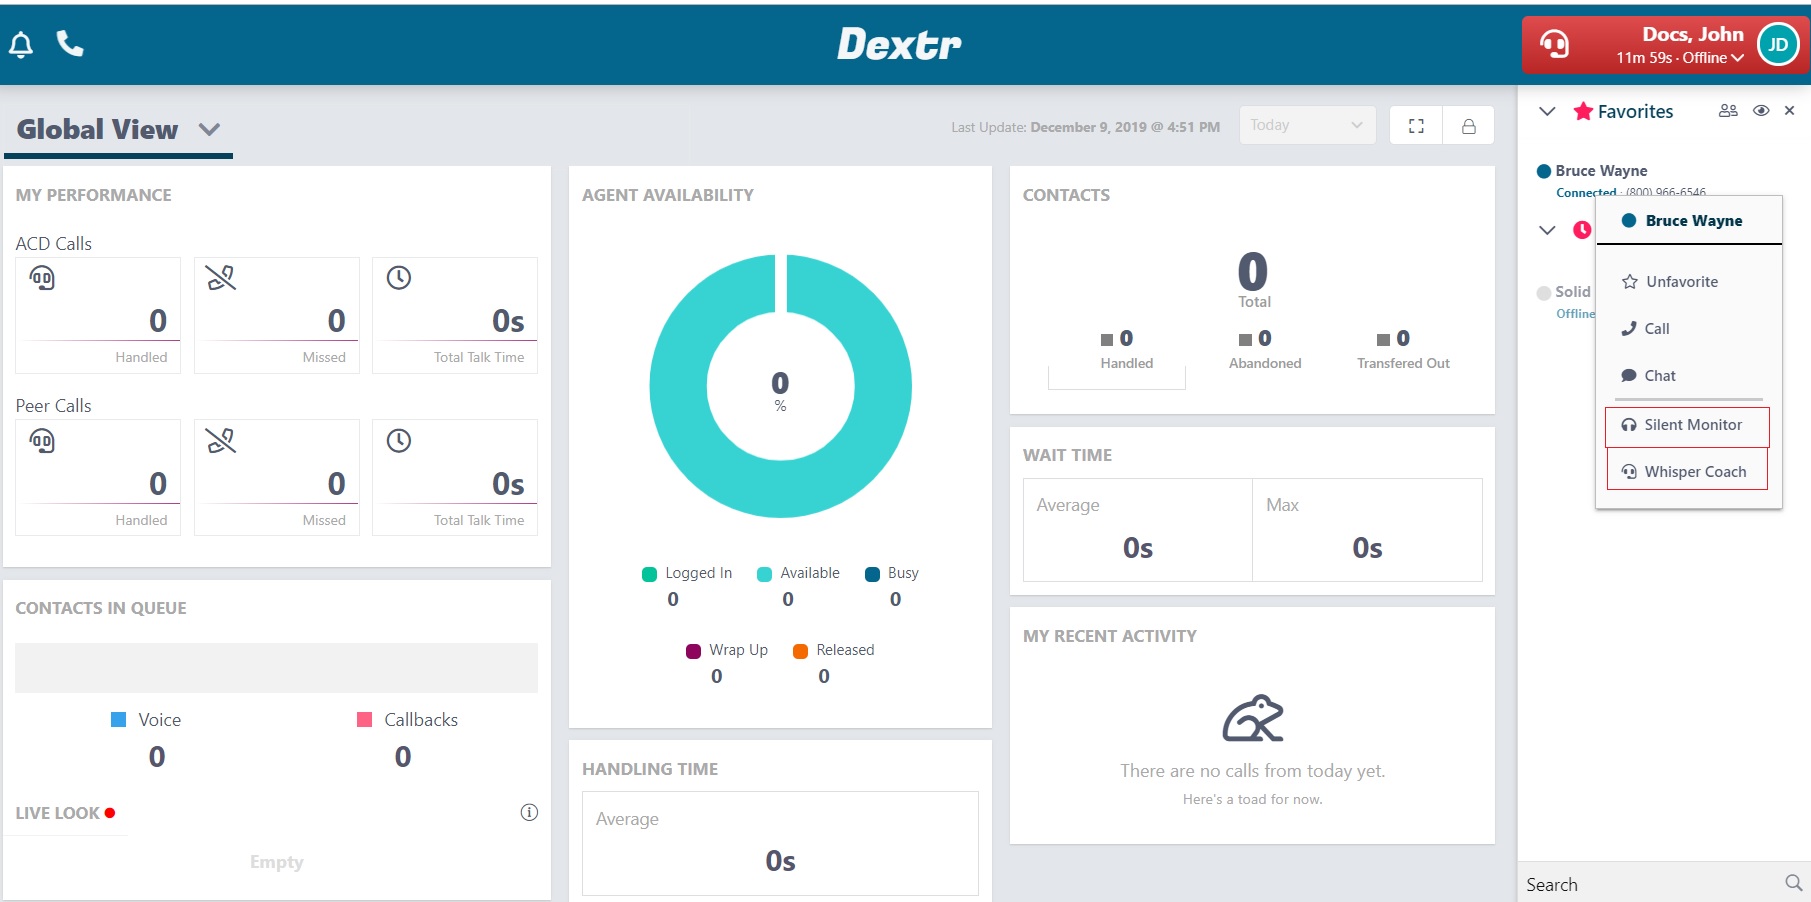 Dextr
Docs, John
11m 59s · Offline
JD
Global View
Last Update: December 9, 2019 @ 4:51 PM
Today
MY PERFORMANCE
ACD Calls
0
Handled
0
Missed
0s
Total Talk Time
Peer Calls
0
Handled
0
Missed
0s
Total Talk Time
CONTACTS IN QUEUE
Voice
0
Callbacks
0
LIVE LOOK
Empty
AGENT AVAILABILITY
0
%
Logged In
0
Available
0
Busy
0
Wrap Up
0
Released
0
HANDLING TIME
Average
0s
CONTACTS
0
Total
0
Handled
0
Abandoned
0
Transfered Out
WAIT TIME
Average
0s
Max
0s
MY RECENT ACTIVITY
There are no calls from today yet.
Here's a toad for now.
Favorites
Bruce Wayne
Connected · (800) 966-6546
Solid
Offline
Bruce Wayne
Unfavorite
Call
Chat
Silent Monitor
Whisper Coach
Search